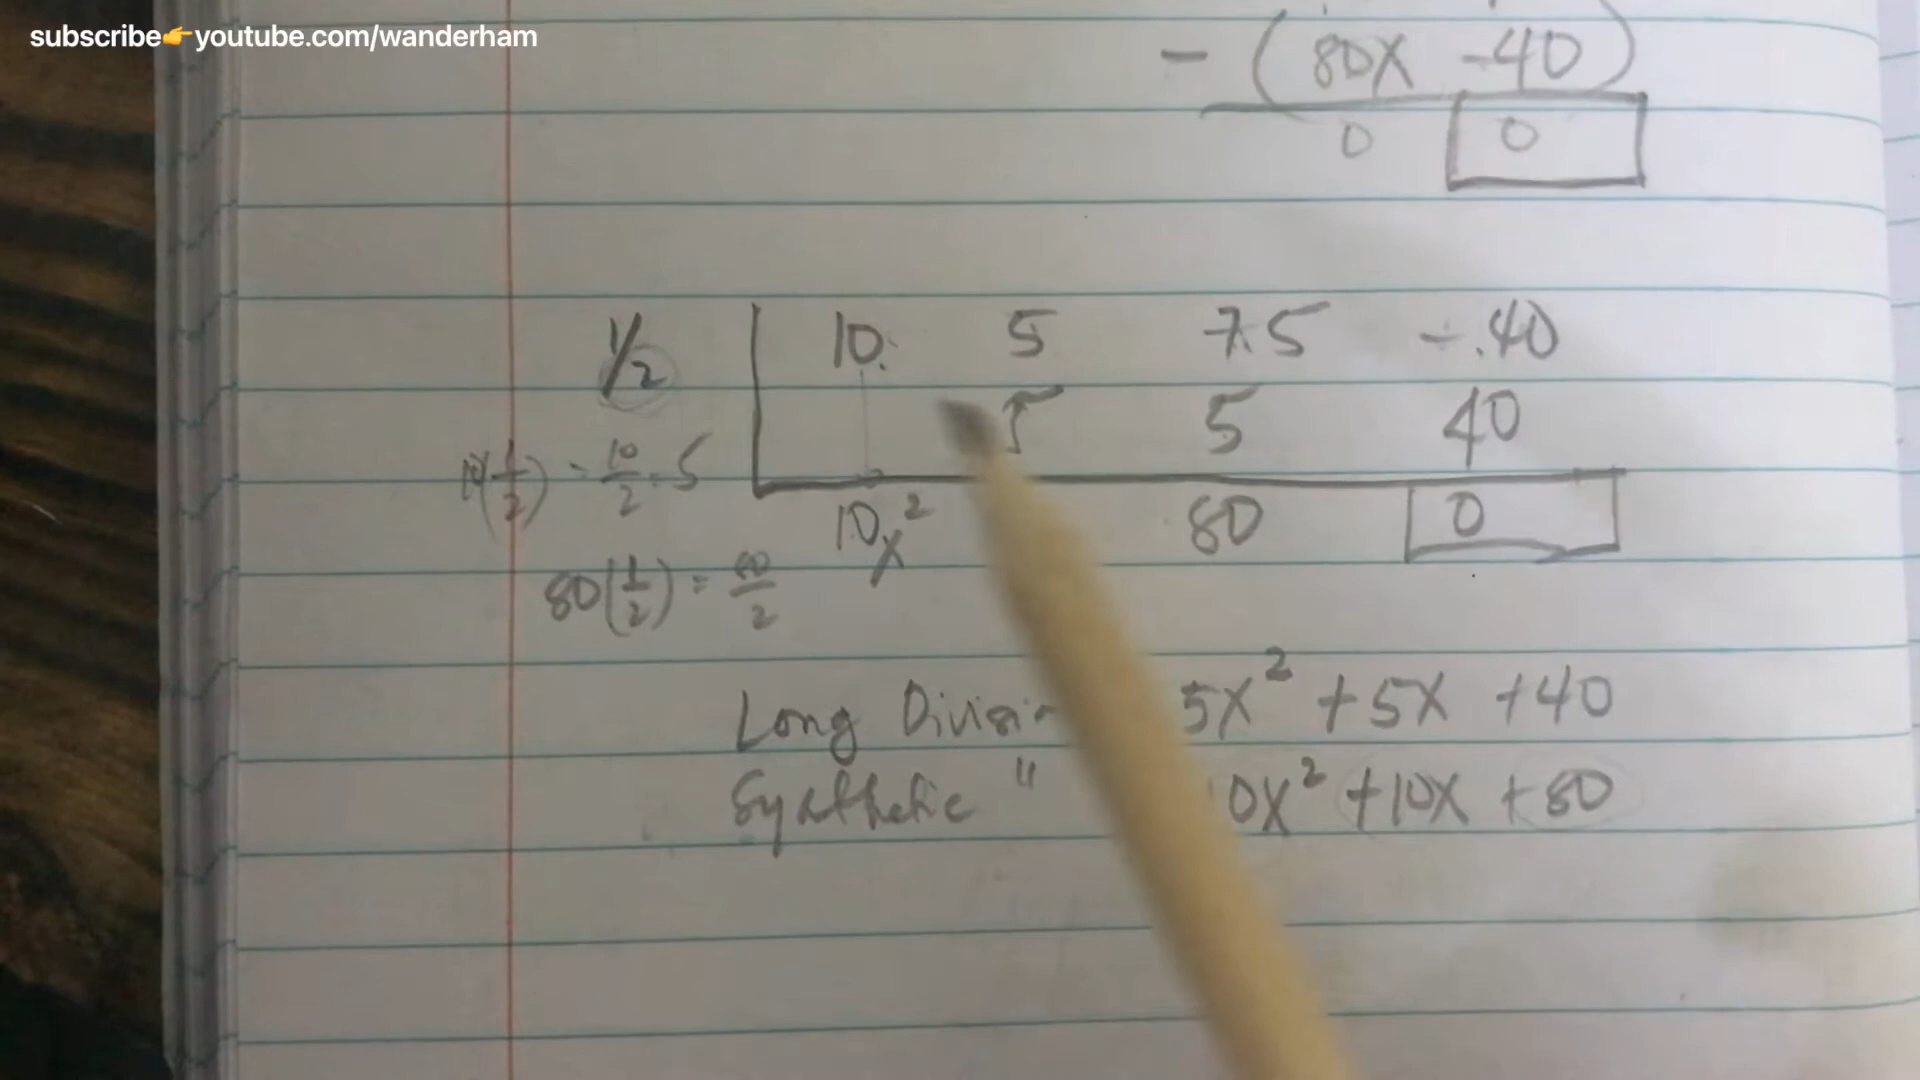 subscribe👉youtube.com/wanderham
- (80x -40)
0 0
1/2 10 5 75 -40
5 5 40
10(1/2) = 10/2 = 5
10x² 80 0
80(1/2) = 80/2
Long Divisi 5x² + 5x + 40
Synthetic " 0x² + 10x + 80